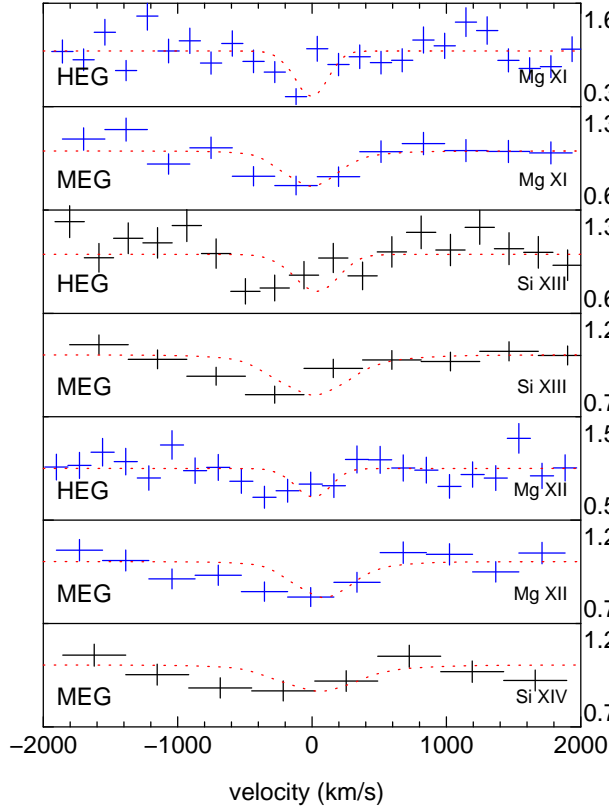 1.6
HEG
Mg XI
0.3
1.3
MEG
Mg XI
0.6
1.3
HEG
Si XIII
0.6
1.2
MEG
Si XIII
0.7
1.5
HEG
Mg XII
0.5
1.2
MEG
Mg XII
0.7
1.2
MEG
Si XIV
0.7
−2000 −1000 0 1000 2000
velocity (km/s)